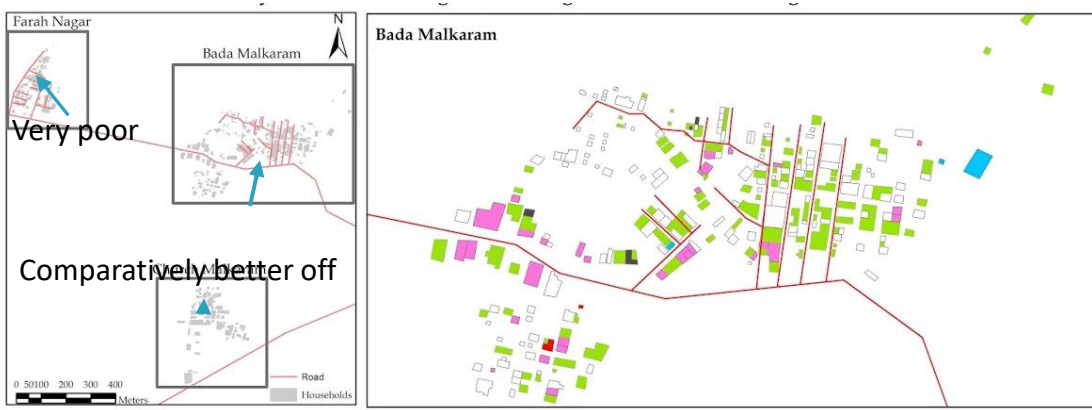 Farah Nagar
N
Bada Malkaram
Very poor
Comparatively better off
Road
Households
0 50100 200 300 400
Meters
Bada Malkaram